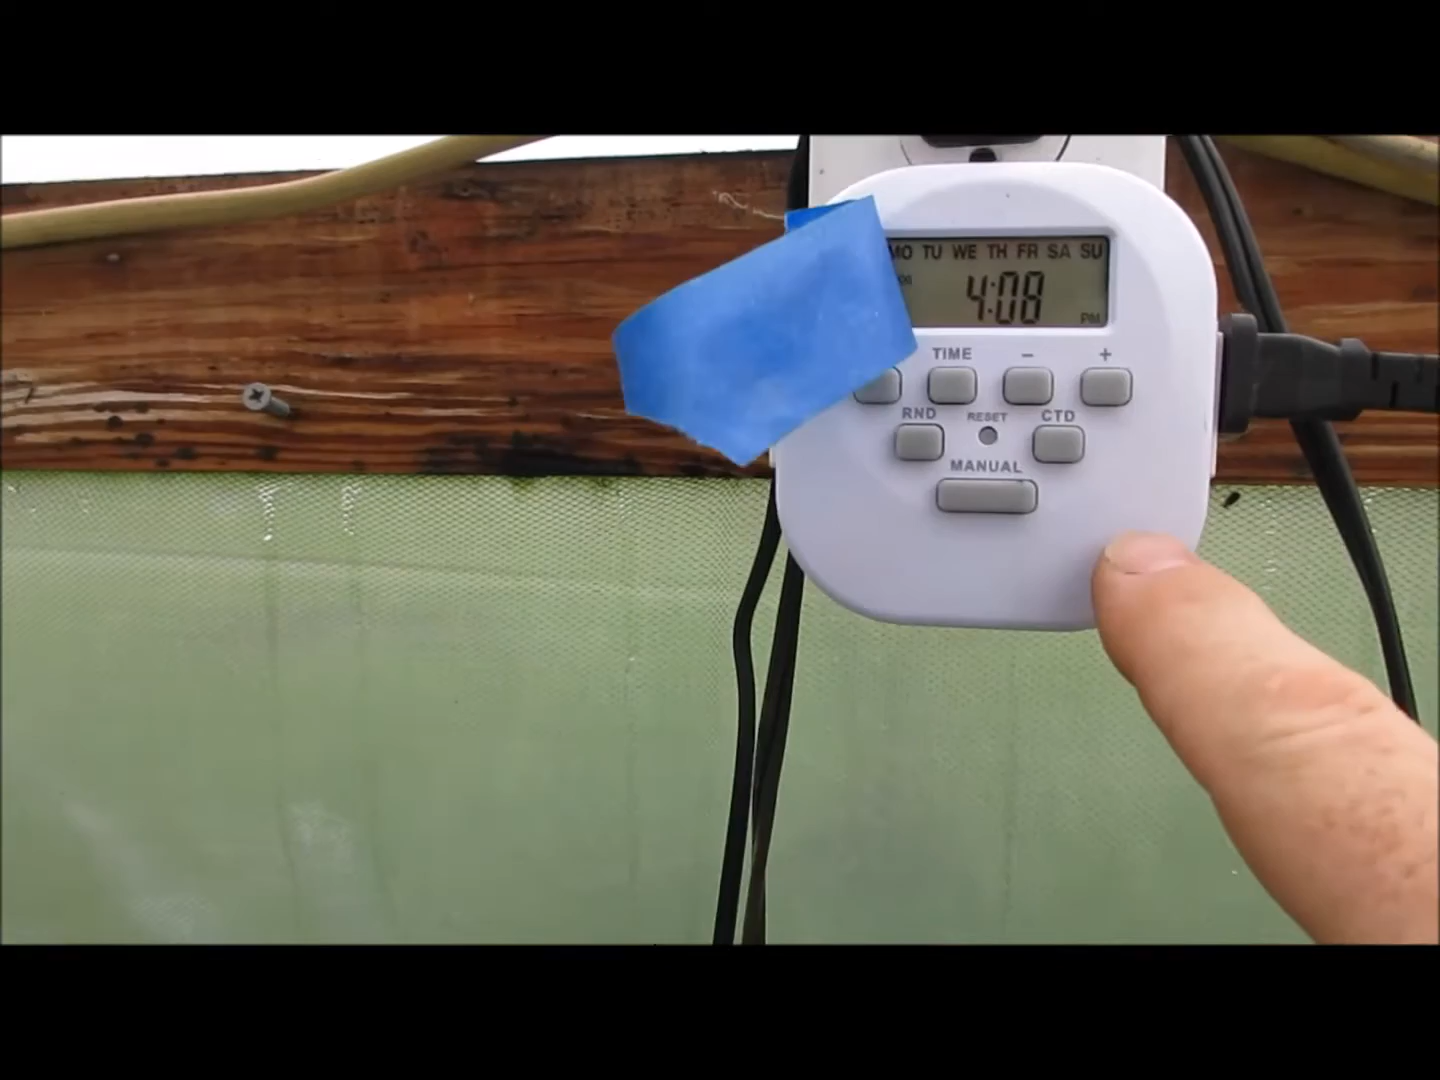 MO TU WE TH FR SA SU
4:08
PM
TIME - +
RND RESET CTD
MANUAL